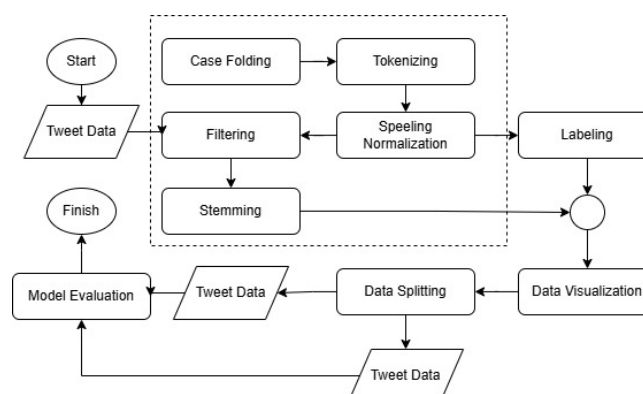 Start
Case Folding
Tokenizing
Tweet Data
Filtering
Speeling
Normalization
Labeling
Finish
Stemming
Model Evaluation
Tweet Data
Data Splitting
Data Visualization
Tweet Data